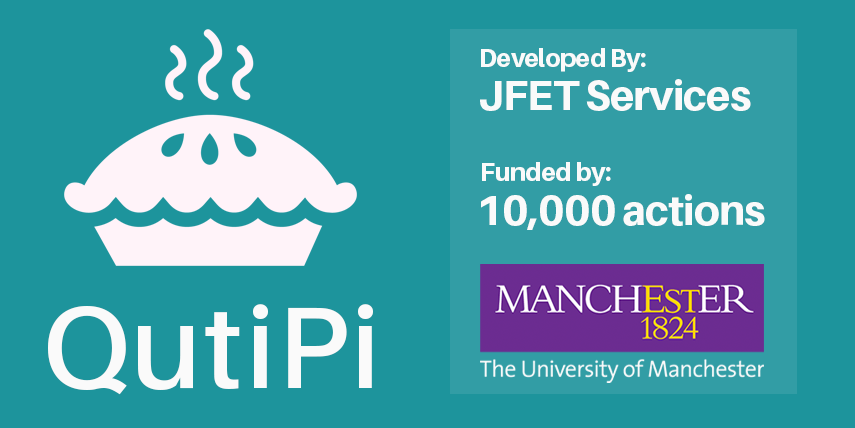 QutiPi
Developed By:
JFET Services
Funded by:
10,000 actions
MANCHEstER
1824
The University of Manchester